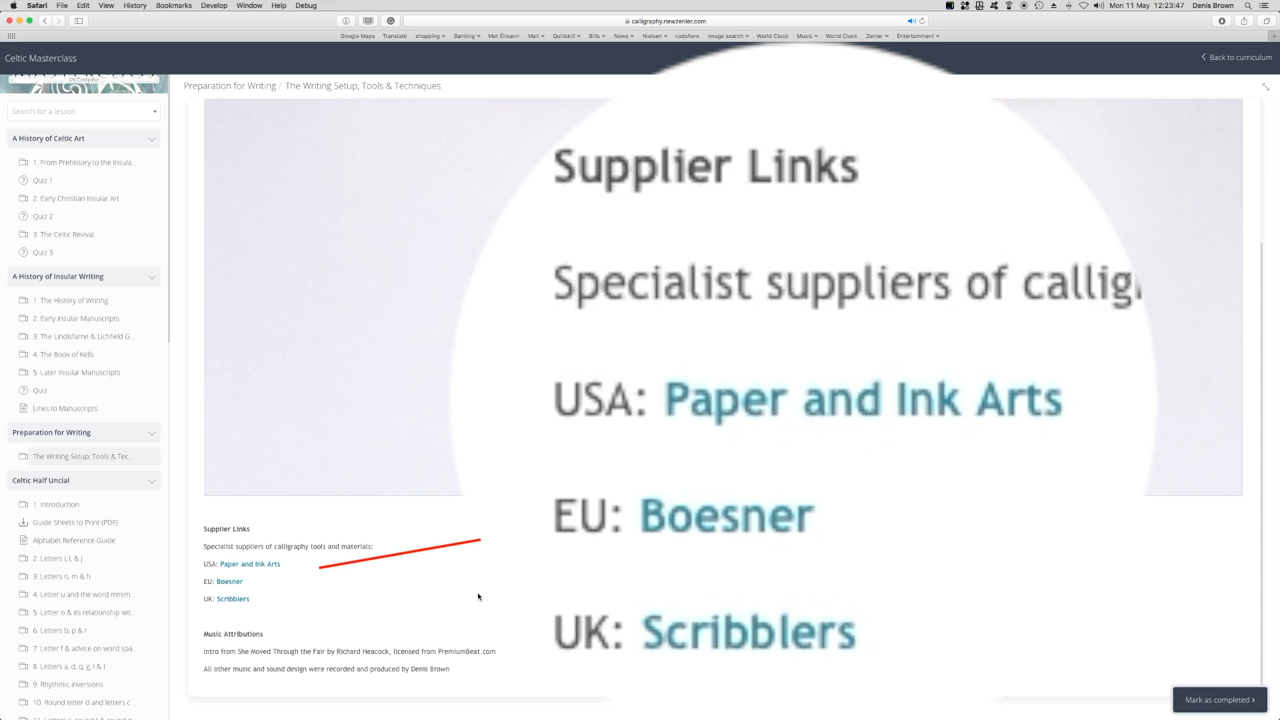 Safari File Edit View History Bookmarks Develop Window Help Debug Mon 11 May 12:23:47 Denis Brown
calligraphy.newzenler.com
Google Maps Translate shopping Banking Met Éireann Mail Quillskill Bills News Nielsen vodafone Image search World Clock Music World Clock Zenler Entertainment
Celtic Masterclass
Back to curriculum
Preparation for Writing / The Writing Setup; Tools & Techniques
Search for a lesson
A History of Celtic Art
1. From Prehistory to the Insula...
Quiz 1
2. Early Christian Insular Art
Quiz 2
3. The Celtic Revival
Quiz 3
A History of Insular Writing
1. The History of Writing
2. Early Insular Manuscripts
3. The Lindisfarne & Lichfield G...
4. The Book of Kells
5. Later Insular Manuscripts
Quiz
Links to Manuscripts
Preparation for Writing
The Writing Setup; Tools & Tec...
Celtic Half Uncial
1. Introduction
Guide Sheets to Print (PDF)
Alphabet Reference Guide
2. Letters i, t, & j
3. Letters n, m & h
4. Letter u and the word minim...
5. Letter o & its relationship wit...
6. Letters b, p & r
7. Letter f & advice on word spa...
8. Letters a, d, q, g, l & t
9. Rhythmic inversions
10. Round letter d and letters c ...
Supplier Links
Specialist suppliers of callig
USA: Paper and Ink Arts
EU: Boesner
UK: Scribblers
Supplier Links
Specialist suppliers of calligraphy tools and materials:
USA: Paper and Ink Arts
EU: Boesner
UK: Scribblers
Music Attributions
Intro from She Moved Through the Fair by Richard Heacock, licensed from PremiumBeat.com
All other music and sound design were recorded and produced by Denis Brown
Mark as completed